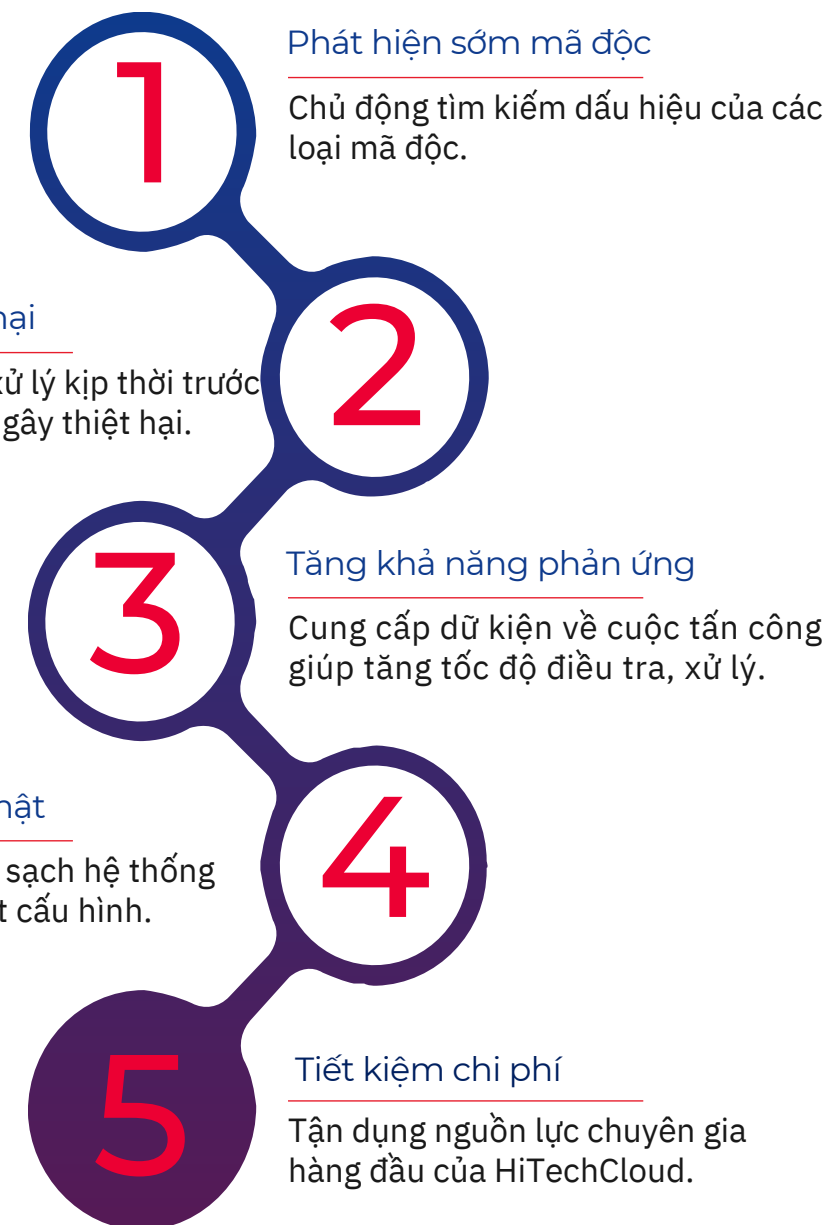 1
Phát hiện sớm mã độc
Chủ động tìm kiếm dấu hiệu của các
loại mã độc.
2
hại
xử lý kịp thời trước
gây thiệt hại.
3
Tăng khả năng phản ứng
Cung cấp dữ kiện về cuộc tấn công
giúp tăng tốc độ điều tra, xử lý.
4
sạch hệ thống
cấu hình.
5
Tiết kiệm chi phí
Tận dụng nguồn lực chuyên gia
hàng đầu của HiTechCloud.